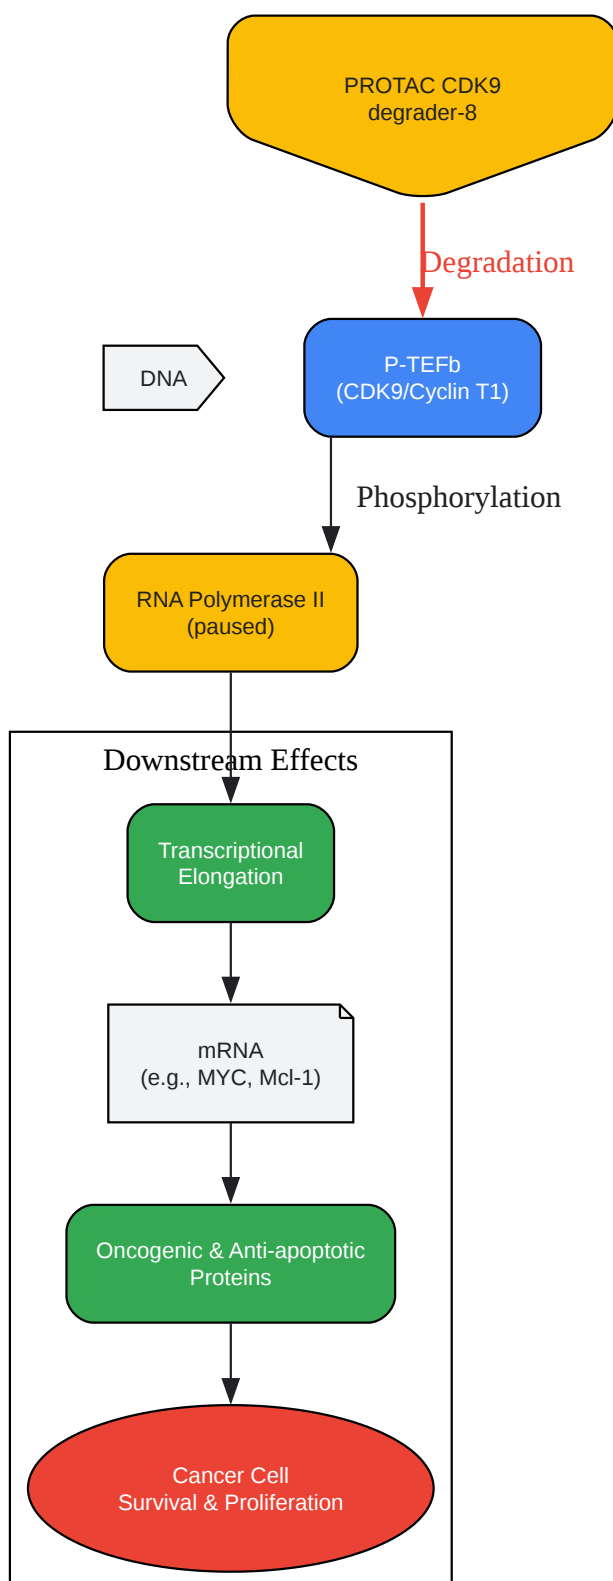 PROTAC CDK9
degrader-8
Degradation
DNA
P-TEFb
(CDK9/Cyclin T1)
Phosphorylation
RNA Polymerase II
(paused)
Downstream Effects
Transcriptional
Elongation
mRNA
(e.g., MYC, Mcl-1)
Oncogenic & Anti-apoptotic
Proteins
Cancer Cell
Survival & Proliferation